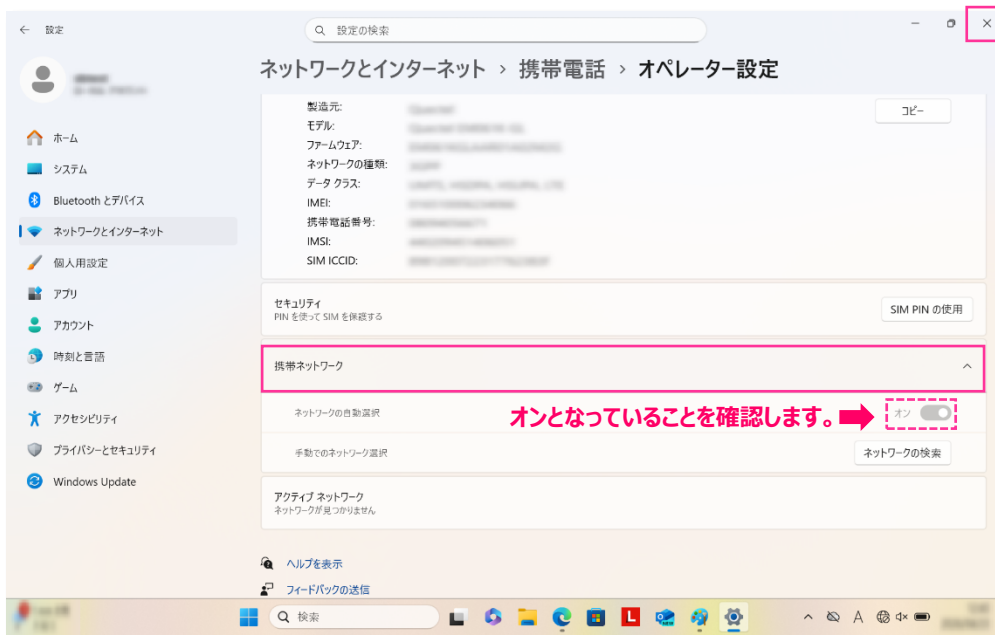 設定
設定の検索
ネットワークとインターネット › 携帯電話 › オペレーター設定
ホーム
システム
Bluetooth とデバイス
ネットワークとインターネット
個人用設定
アプリ
アカウント
時刻と言語
ゲーム
アクセシビリティ
プライバシーとセキュリティ
Windows Update
製造元:
コピー
モデル:
ファームウェア:
ネットワークの種類:
データ クラス:
IMEI:
携帯電話番号:
IMSI:
SIM ICCID:
セキュリティ
PIN を使って SIM を保護する
SIM PIN の使用
携帯ネットワーク
ネットワークの自動選択
オンとなっていることを確認します。
オン
手動でのネットワーク選択
ネットワークの検索
アクティブ ネットワーク
ネットワークが見つかりません
ヘルプを表示
フィードバックの送信
検索
L
A